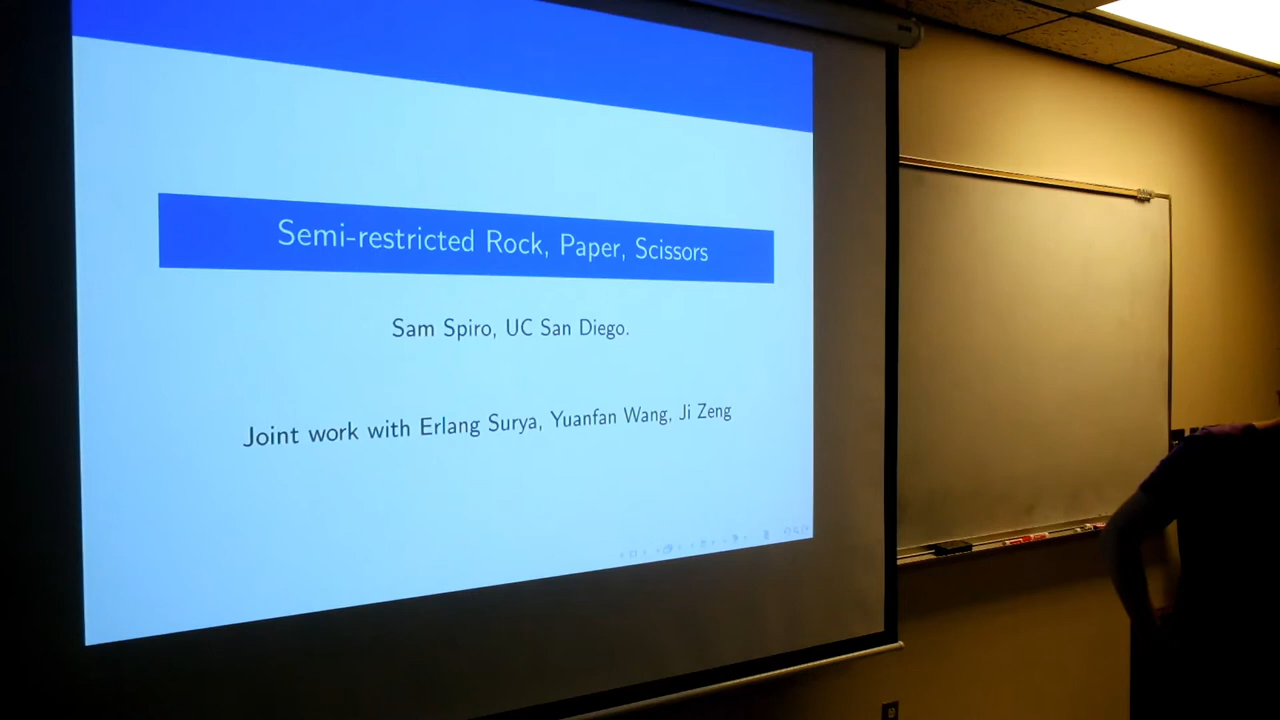 Semi-restricted Rock, Paper, Scissors
Sam Spiro, UC San Diego.
Joint work with Erlang Surya, Yuanfan Wang, Ji Zeng